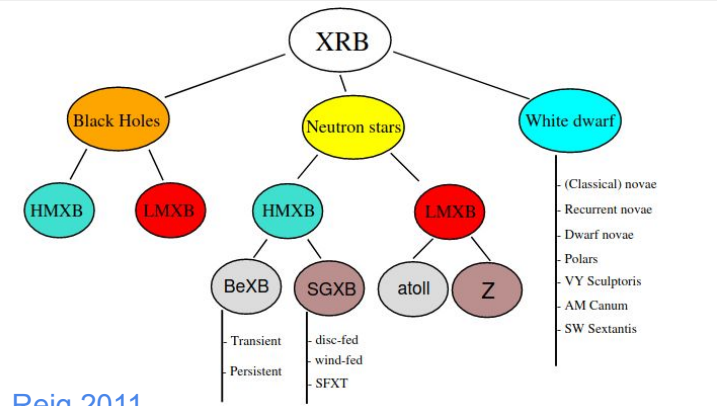 XRB
Black Holes
Neutron stars
White dwarf
HMXB
LMXB
HMXB
LMXB
BeXB
SGXB
atoll
Z
- Transient
- Persistent
- disc-fed
- wind-fed
- SFXT
- (Classical) novae
- Recurrent novae
- Dwarf novae
- Polars
- VY Sculptoris
- AM Canum
- SW Sextantis
Reig 2011